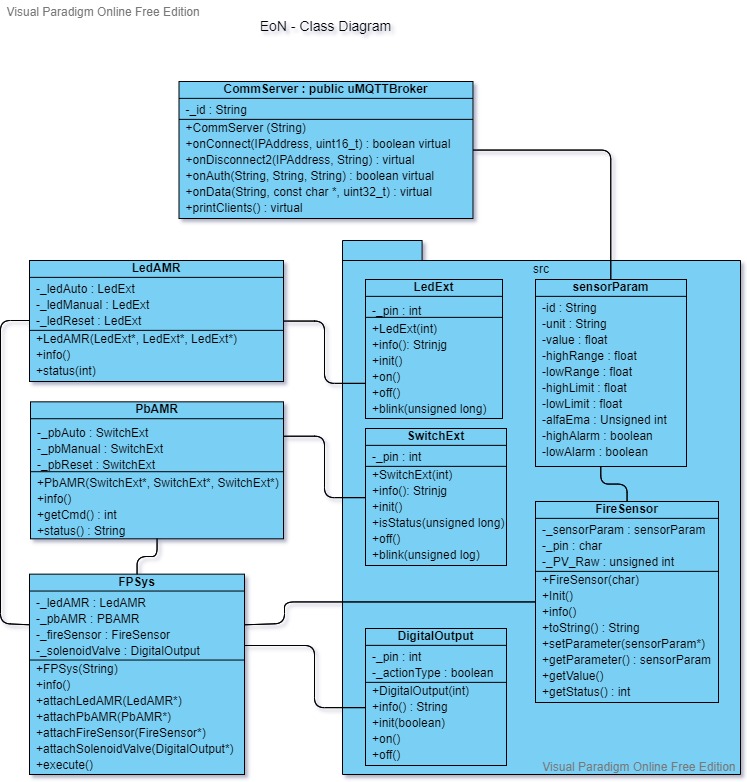 Visual Paradigm Online Free Edition
EoN - Class Diagram
CommServer : public uMQTTBroker
-_id : String
+CommServer (String)
+onConnect(IPAddress, uint16_t) : boolean virtual
+onDisconnect2(IPAddress, String) : virtual
+onAuth(String, String, String) : boolean virtual
+onData(String, const char *, uint32_t) : virtual
+printClients() : virtual
LedAMR
-_ledAuto : LedExt
-_ledManual : LedExt
-_ledReset : LedExt
+LedAMR(LedExt*, LedExt*, LedExt*)
+info()
+status(int)
PbAMR
-_pbAuto : SwitchExt
-_pbManual : SwitchExt
-_pbReset : SwitchExt
+PbAMR(SwitchExt*, SwitchExt*, SwitchExt*)
+info()
+getCmd() : int
+status() : String
FPSys
-_ledAMR : LedAMR
-_pbAMR : PBAMR
-_fireSensor : FireSensor
-_solenoidValve : DigitalOutput
+FPSys(String)
+info()
+attachLedAMR(LedAMR*)
+attachPbAMR(PbAMR*)
+attachFireSensor(FireSensor*)
+attachSolenoidValve(DigitalOutput*)
+execute()
src
LedExt
-_pin : int
+LedExt(int)
+info(): Strinjg
+init()
+on()
+off()
+blink(unsigned long)
SwitchExt
-_pin : int
+SwitchExt(int)
+info(): Strinjg
+init()
+isStatus(unsigned long)
+off()
+blink(unsigned log)
DigitalOutput
-_pin : int
-_actionType : boolean
+DigitalOutput(int)
+info() : String
+init(boolean)
+on()
+off()
sensorParam
-id : String
-unit : String
-value : float
-highRange : float
-lowRange : float
-highLimit : float
-lowLimit : float
-alfaEma : Unsigned int
-highAlarm : boolean
-lowAlarm : boolean
FireSensor
-_sensorParam : sensorParam
-_pin : char
-_PV_Raw : unsigned int
+FireSensor(char)
+Init()
+info()
+toString() : String
+setParameter(sensorParam*)
+getParameter() : sensorParam
+getValue()
+getStatus() : int
Visual Paradigm Online Free Edition